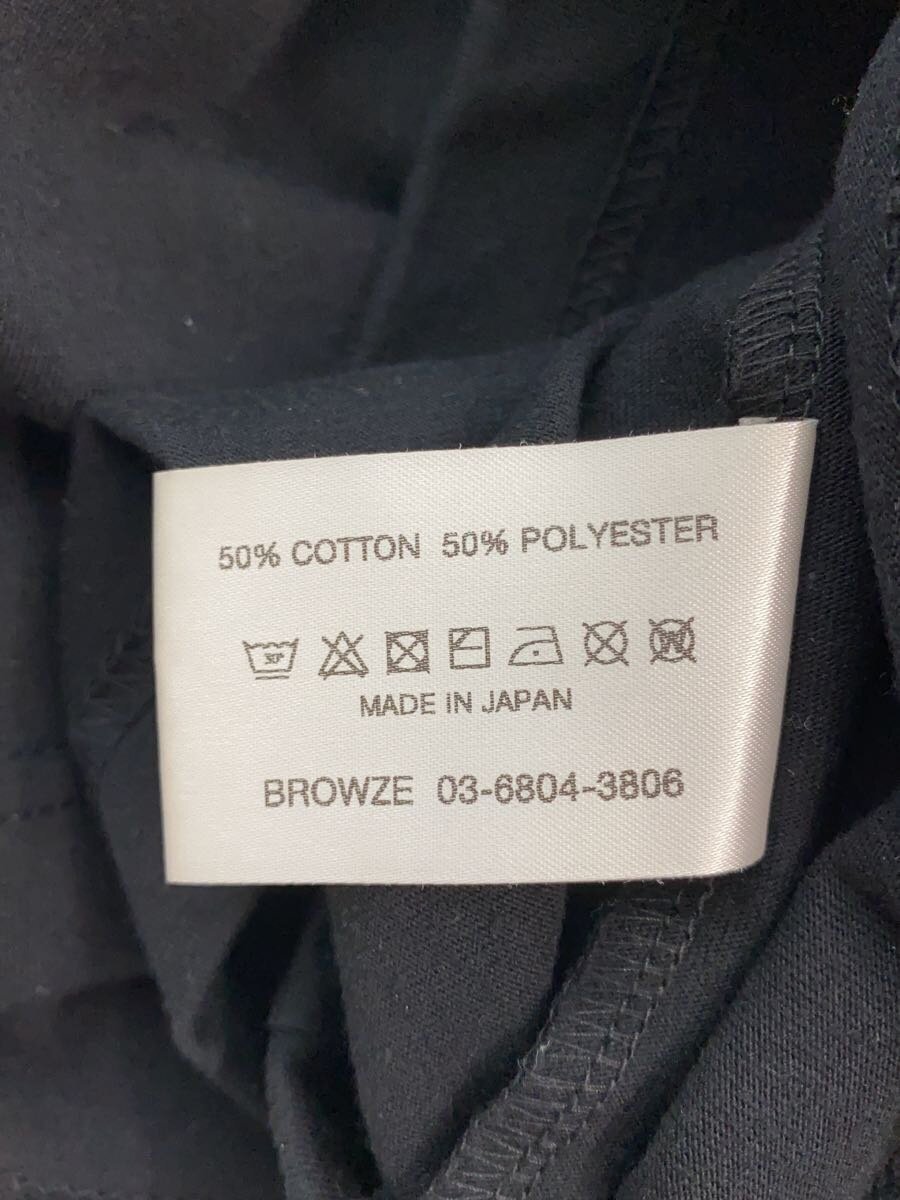 50% COTTON 50% POLYESTER
W
MADE IN JAPAN
BROWZE 03-6804-3806